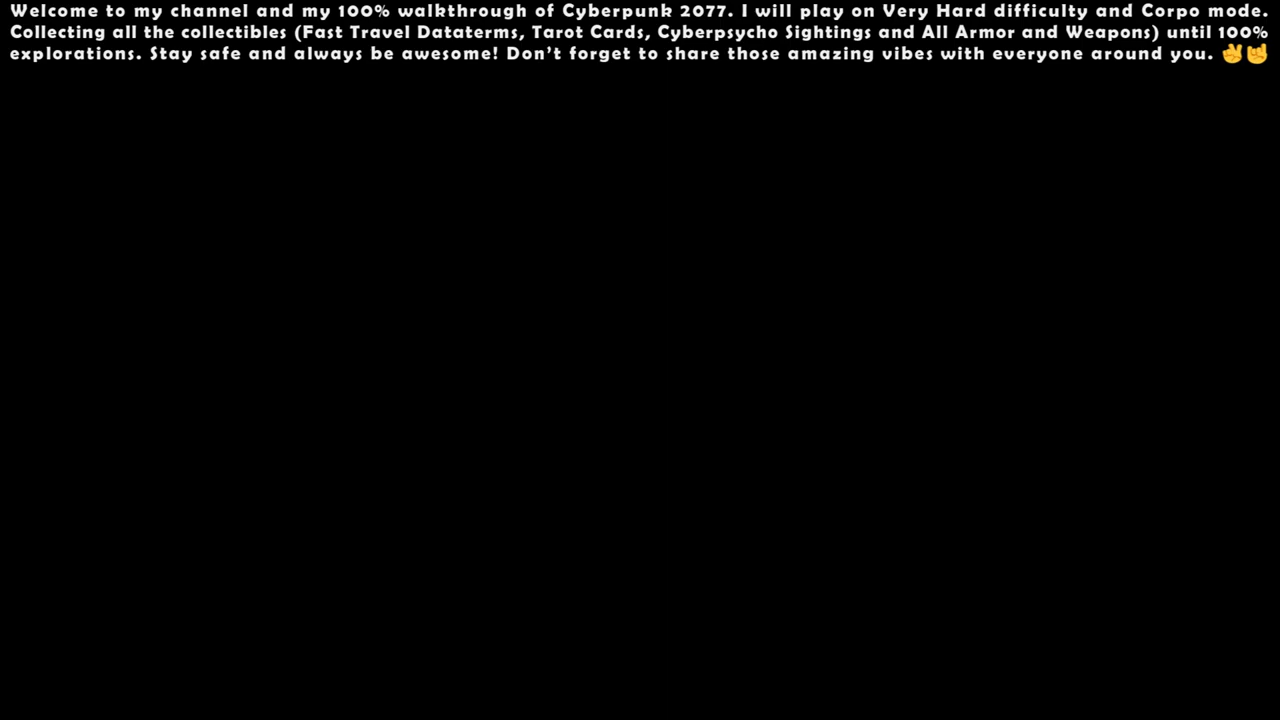 Welcome to my channel and my 100% walkthrough of Cyberpunk 2077. I will play on Very Hard difficulty and Corpo mode.
Collecting all the collectibles (Fast Travel Dataterms, Tarot Cards, Cyberpsycho Sightings and All Armor and Weapons) until 100%
explorations. Stay safe and always be awesome! Don’t forget to share those amazing vibes with everyone around you. ✌🤘